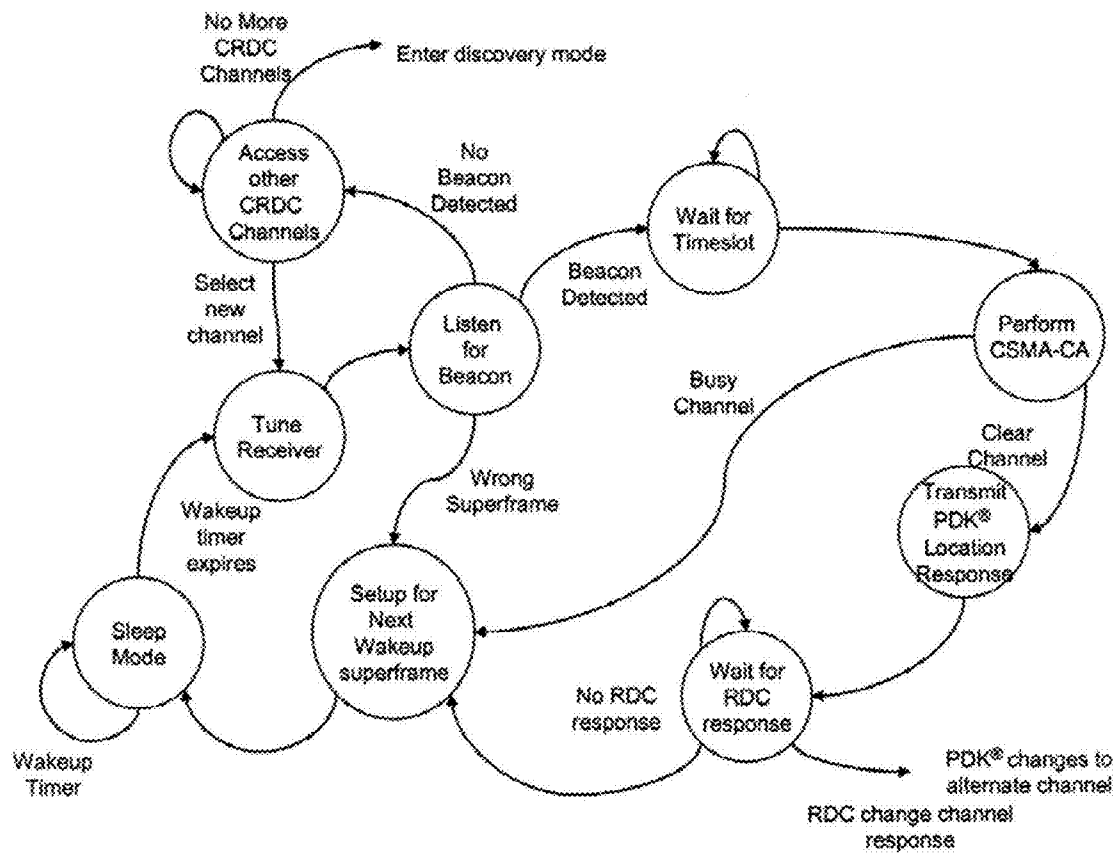 No More
CRDC
Channels
Enter discovery mode
Access
other
CRDC
Channels
No
Beacon
Detected
Wait for
Timeslot
Select
new
channel
Beacon
Detected
Listen
for
Beacon
Perform
CSMA-CA
Busy
Channel
Tune
Receiver
Clear
Channel
Wrong
Superframe
Wakeup
timer
expires
Transmit
PDK®
Location
Response
Setup for
Next
Wakeup
superframe
Sleep
Mode
Wait for
RDC
response
No RDC
response
Wakeup
Timer
PDK® changes to
alternate channel
RDC change channel
response